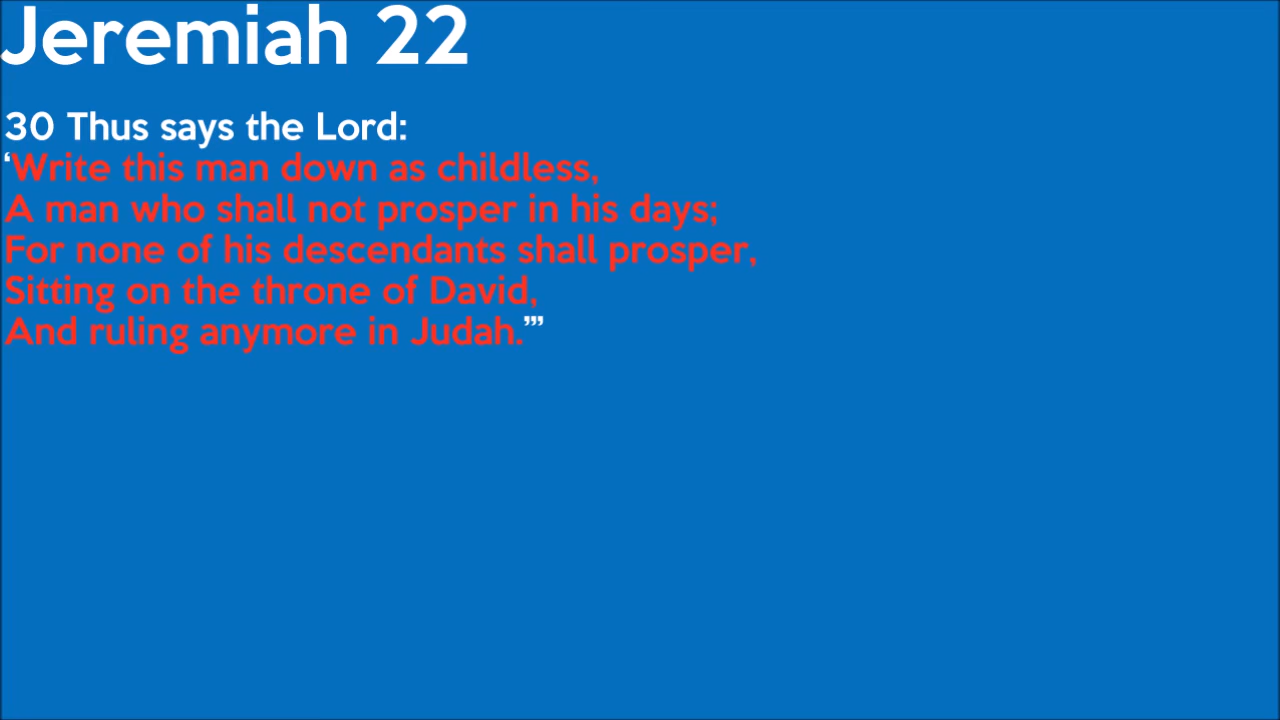 Jeremiah 22
30 Thus says the Lord:
‘Write this man down as childless,
A man who shall not prosper in his days;
For none of his descendants shall prosper,
Sitting on the throne of David,
And ruling anymore in Judah.’”